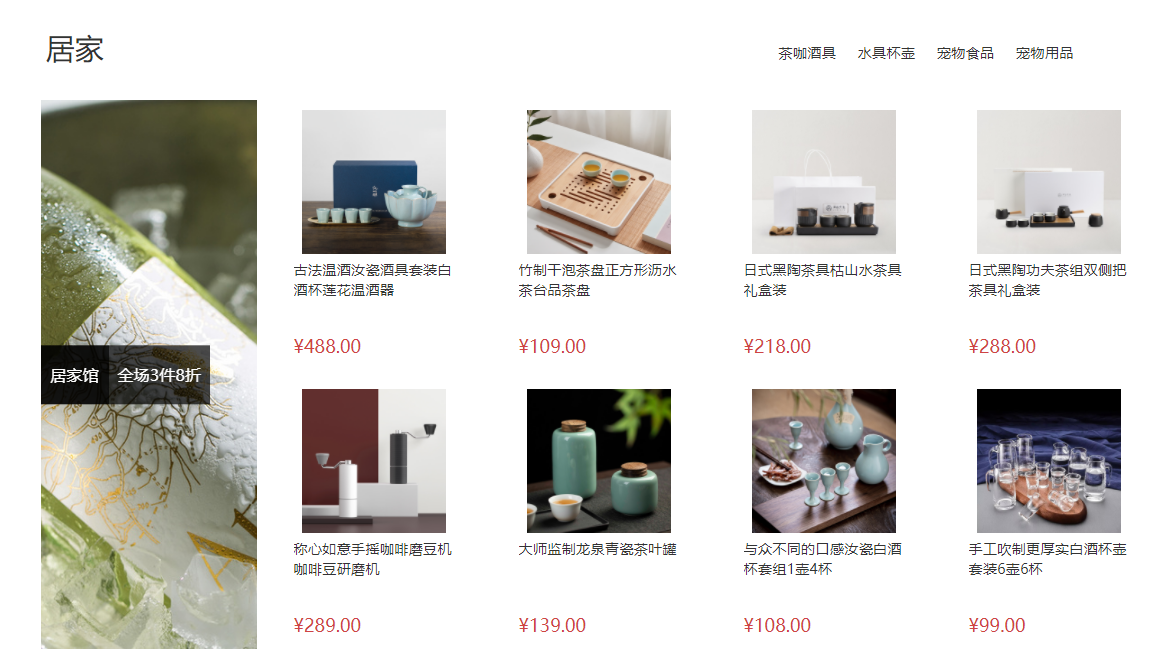 居家
茶咖酒具 水具杯壶 宠物食品 宠物用品
居家馆 全场3件8折
古法温酒汝瓷酒具套装白
酒杯莲花温酒器
¥488.00
竹制干泡茶盘正方形沥水
茶台品茶盘
¥109.00
日式黑陶茶具枯山水茶具
礼盒装
¥218.00
日式黑陶功夫茶组双侧把
茶具礼盒装
¥288.00
称心如意手摇咖啡磨豆机
咖啡豆研磨机
¥289.00
大师监制龙泉青瓷茶叶罐
¥139.00
与众不同的口感汝瓷白酒
杯套组1壶4杯
¥108.00
手工吹制更厚实白酒杯壶
套装6壶6杯
¥99.00